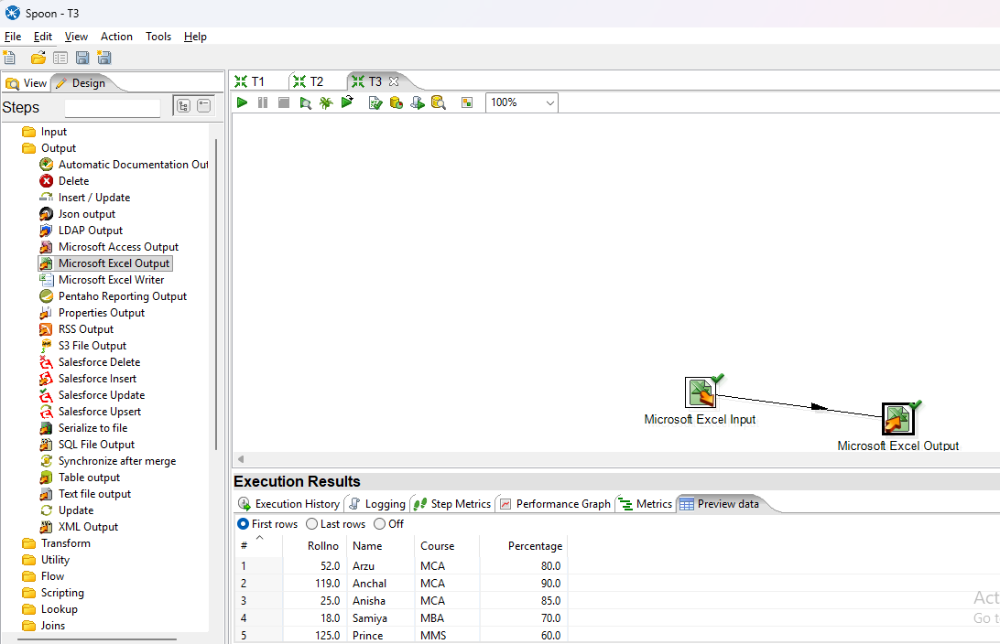 Spoon - T3
File Edit View Action Tools Help
View Design
T1 T2 T3
Steps
100%
Input
Output
Automatic Documentation Out
Delete
Insert / Update
Json output
LDAP Output
Microsoft Access Output
Microsoft Excel Output
Microsoft Excel Writer
Pentaho Reporting Output
Properties Output
RSS Output
S3 File Output
Salesforce Delete
Salesforce Insert
Salesforce Update
Salesforce Upsert
Serialize to file
SQL File Output
Synchronize after merge
Table output
Text file output
Update
XML Output
Transform
Utility
Flow
Scripting
Lookup
Joins
Microsoft Excel Input
Microsoft Excel Output
Execution Results
Execution History Logging Step Metrics Performance Graph Metrics Preview data
First rows Last rows Off
# Rollno Name Course Percentage
1 52.0 Arzu MCA 80.0
2 119.0 Anchal MCA 90.0
3 25.0 Anisha MCA 85.0
4 18.0 Samiya MBA 70.0
5 125.0 Prince MMS 60.0
Act
Go t